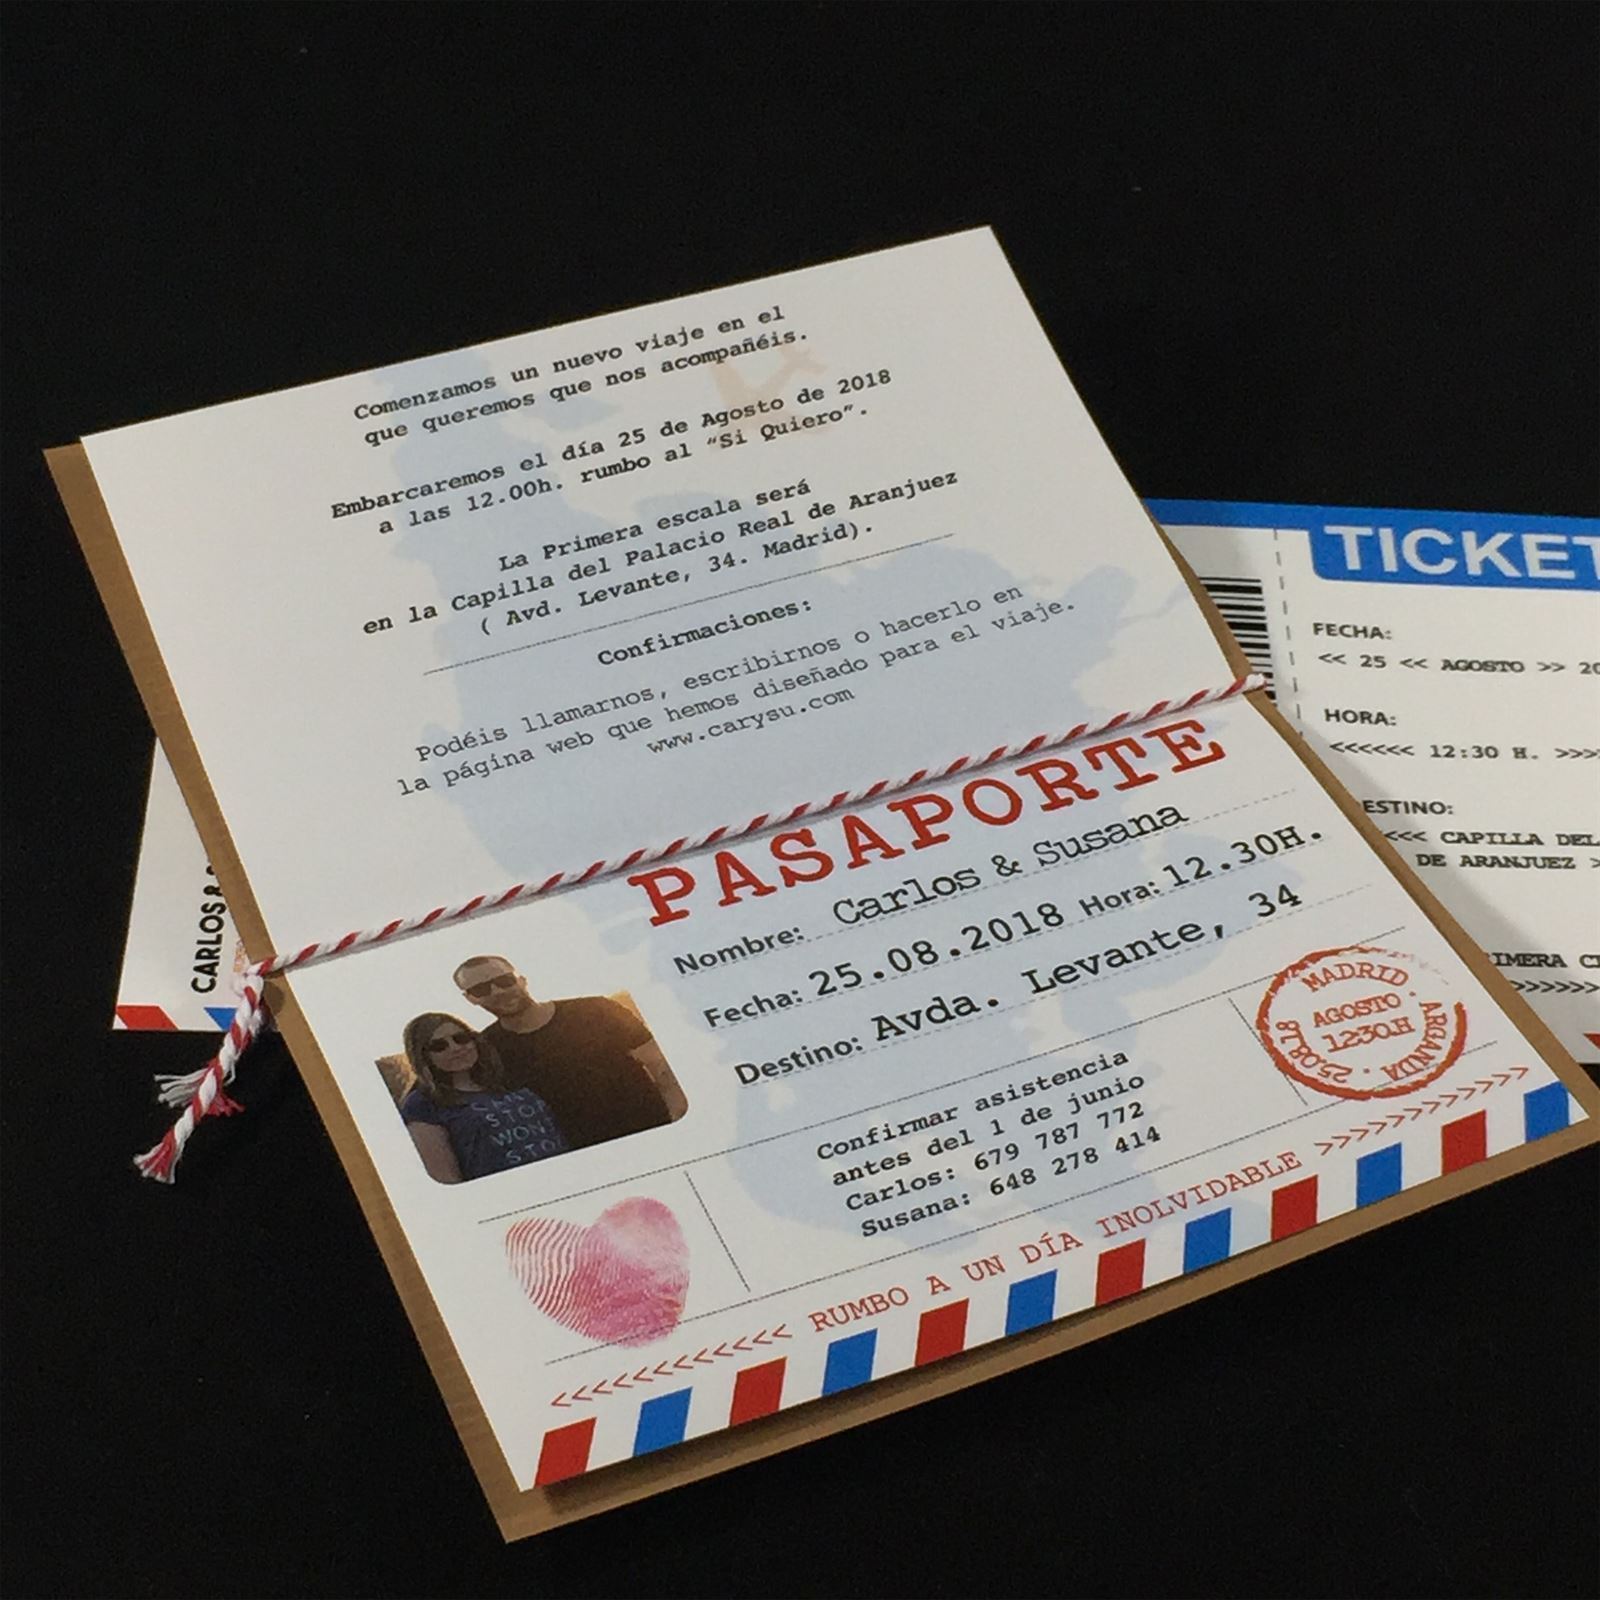 Comenzamos un nuevo viaje en el
que queremos que nos acompañéis.
Embarcaremos el día 25 de Agosto de 2018
a las 12.00h. rumbo al "Si Quiero".
La Primera escala será
en la Capilla del Palacio Real de Aranjuez
( Avd. Levante, 34. Madrid).
Confirmaciones:
Podéis llamarnos, escribirnos o hacerlo en
la página web que hemos diseñado para el viaje.
www.carysu.com
PASAPORTE
Nombre: Carlos & Susana
Fecha: 25.08.2018 Hora: 12.30H.
Destino: Avda. Levante, 34
Confirmar asistencia
antes del 1 de junio
Carlos: 679 787 772
Susana: 648 278 414
MADRID · ARGANDA · 25.08.18
AGOSTO
12:30.H
<<<<<<<<<<<< RUMBO A UN DÍA INOLVIDABLE >>>>>>>>>>>>
TICKET
FECHA:
<< 25 << AGOSTO >> 20
HORA:
<<<<<< 12:30 H. >>>
ESTINO:
<<< CAPILLA DEL
DE ARANJUEZ >
IMERA C
>>>>>>>
CARLOS &